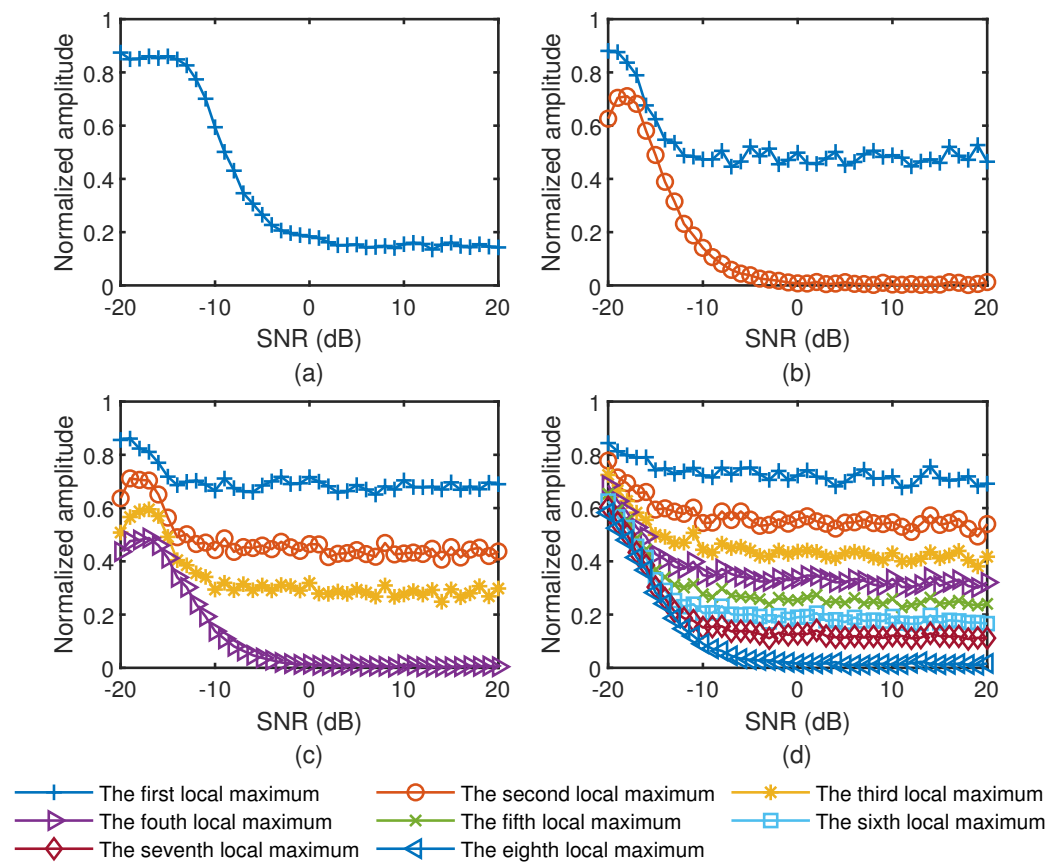 1
0.8
0.6
0.4
0.2
0
-20
-10
0
10
20
Normalized amplitude
SNR (dB)
(a)
1
0.8
0.6
0.4
0.2
0
-20
-10
0
10
20
Normalized amplitude
SNR (dB)
(b)
1
0.8
0.6
0.4
0.2
0
-20
-10
0
10
20
Normalized amplitude
SNR (dB)
(c)
1
0.8
0.6
0.4
0.2
0
-20
-10
0
10
20
Normalized amplitude
SNR (dB)
(d)
The first local maximum
The second local maximum
The third local maximum
The fouth local maximum
The fifth local maximum
The sixth local maximum
The seventh local maximum
The eighth local maximum